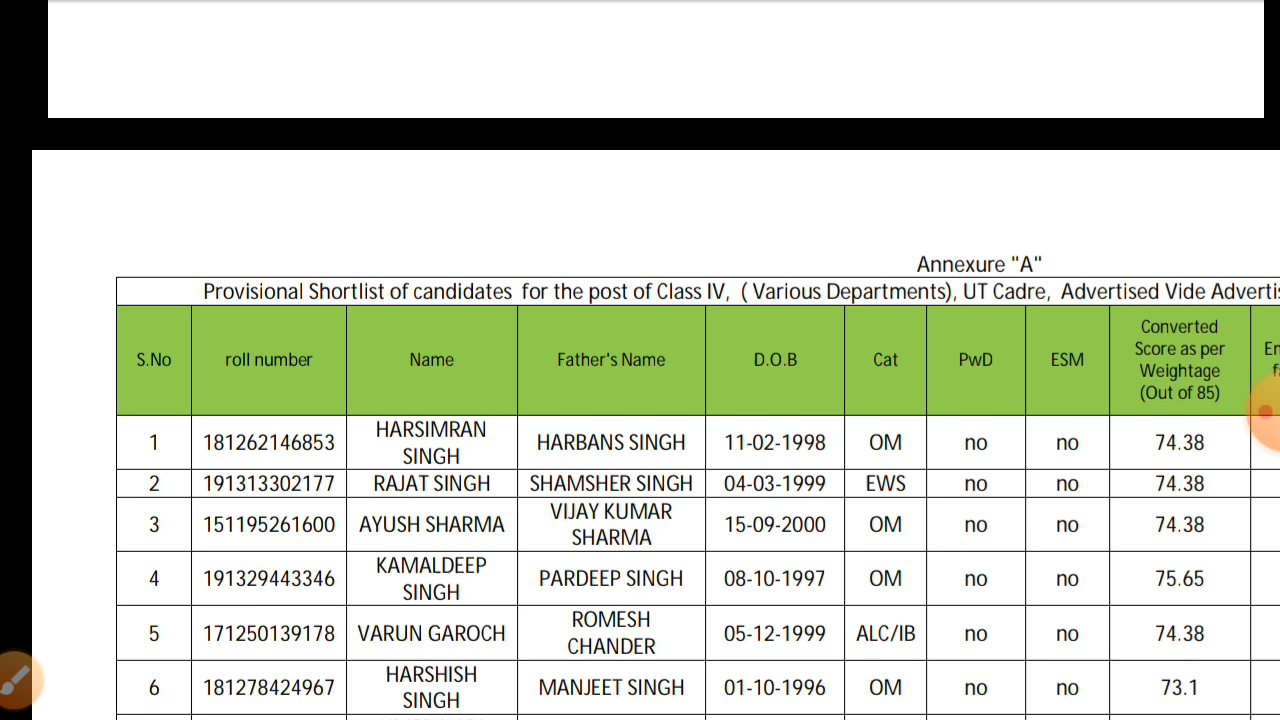 Annexure "A"
Provisional Shortlist of candidates for the post of Class IV, ( Various Departments), UT Cadre, Advertised Vide
S.No roll number Name Father's Name D.O.B Cat PwD ESM Converted Score as per Weightage (Out of 85)
1 181262146853 HARSIMRAN SINGH HARBANS SINGH 11-02-1998 OM no no 74.38
2 191313302177 RAJAT SINGH SHAMSHER SINGH 04-03-1999 EWS no no 74.38
3 151195261600 AYUSH SHARMA VIJAY KUMAR SHARMA 15-09-2000 OM no no 74.38
4 191329443346 KAMALDEEP SINGH PARDEEP SINGH 08-10-1997 OM no no 75.65
5 171250139178 VARUN GAROCH ROMESH CHANDER 05-12-1999 ALC/IB no no 74.38
6 181278424967 HARSHISH SINGH MANJEET SINGH 01-10-1996 OM no no 73.1